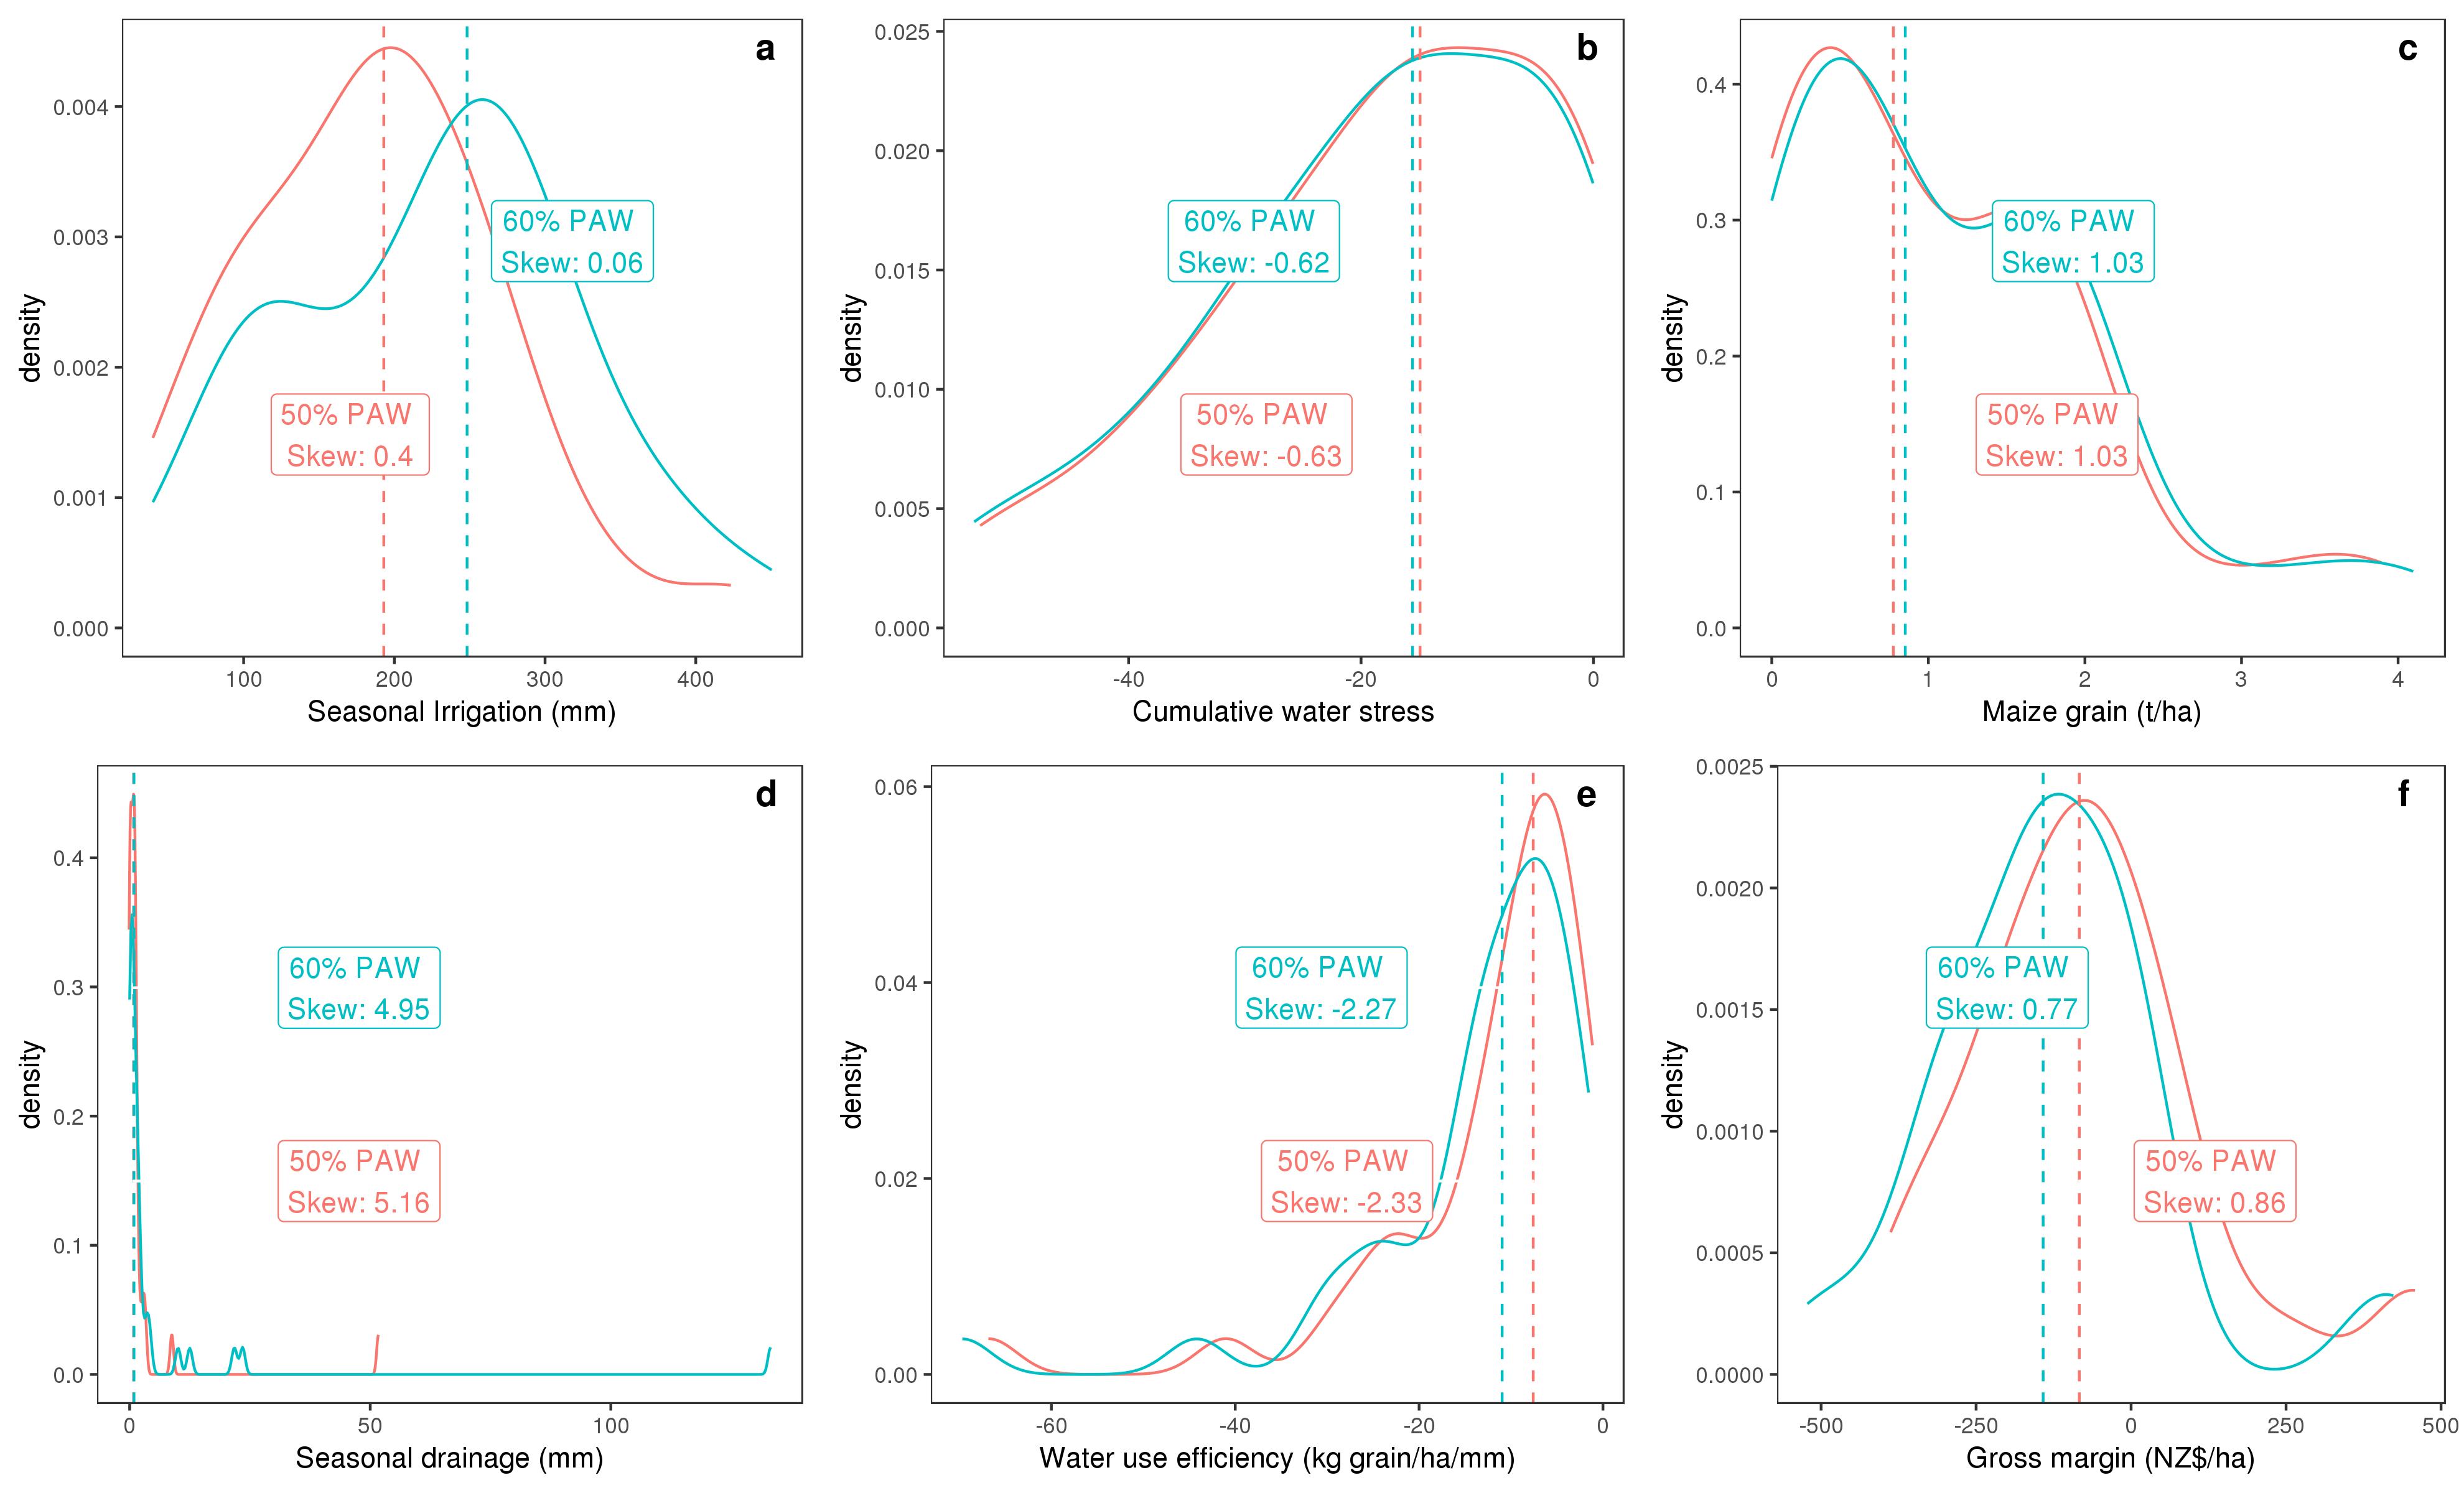 a
density
0.004
0.003
0.002
0.001
0.000
60% PAW
Skew: 0.06
50% PAW
Skew: 0.4
100
200
300
400
Seasonal Irrigation (mm)
b
density
0.025
0.020
0.015
0.010
0.005
0.000
60% PAW
Skew: -0.62
50% PAW
Skew: -0.63
-40
-20
0
Cumulative water stress
c
density
0.4
0.3
0.2
0.1
0.0
60% PAW
Skew: 1.03
50% PAW
Skew: 1.03
0
1
2
3
4
Maize grain (t/ha)
d
density
0.4
0.3
0.2
0.1
0.0
60% PAW
Skew: 4.95
50% PAW
Skew: 5.16
0
50
100
Seasonal drainage (mm)
e
density
0.06
0.04
0.02
0.00
60% PAW
Skew: -2.27
50% PAW
Skew: -2.33
-60
-40
-20
0
Water use efficiency (kg grain/ha/mm)
f
density
0.0025
0.0020
0.0015
0.0010
0.0005
0.0000
60% PAW
Skew: 0.77
50% PAW
Skew: 0.86
-500
-250
0
250
500
Gross margin (NZ$/ha)